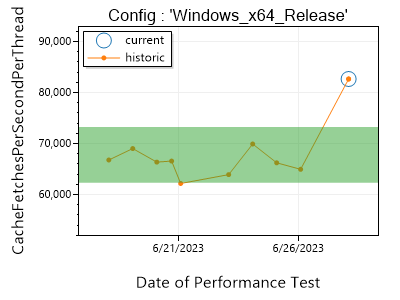 Config : 'Windows_x64_Release'
CacheFetchesPerSecondPerThread
current
historic
90,000
80,000
70,000
60,000
6/21/2023
6/26/2023
Date of Performance Test